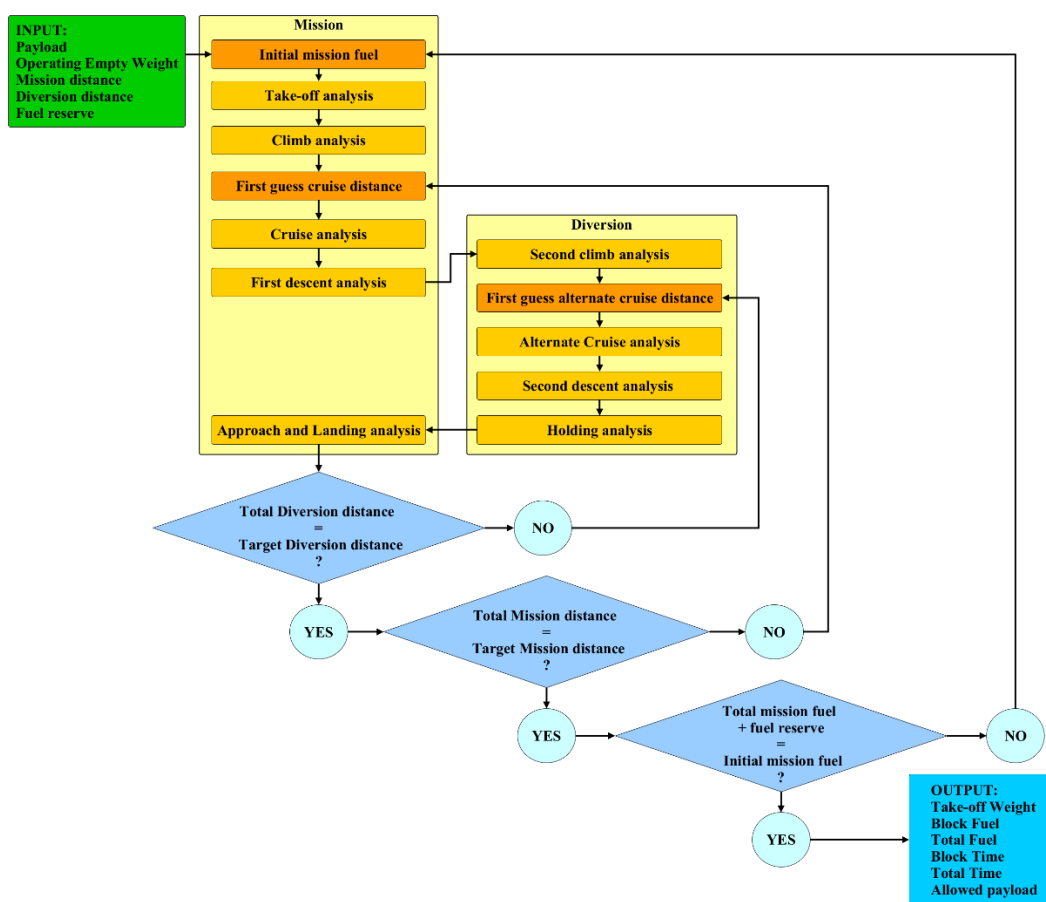 INPUT:
Payload
Operating Empty Weight
Mission distance
Diversion distance
Fuel reserve
Mission
Initial mission fuel
Take-off analysis
Climb analysis
First guess cruise distance
Cruise analysis
First descent analysis
Diversion
Second climb analysis
First guess alternate cruise distance
Alternate Cruise analysis
Second descent analysis
Holding analysis
Approach and Landing analysis
Total Diversion distance
=
Target Diversion distance
?
NO
YES
Total Mission distance
=
Target Mission distance
?
NO
YES
Total mission fuel
+ fuel reserve
=
Initial mission fuel
?
NO
YES
OUTPUT:
Take-off Weight
Block Fuel
Total Fuel
Block Time
Total Time
Allowed payload